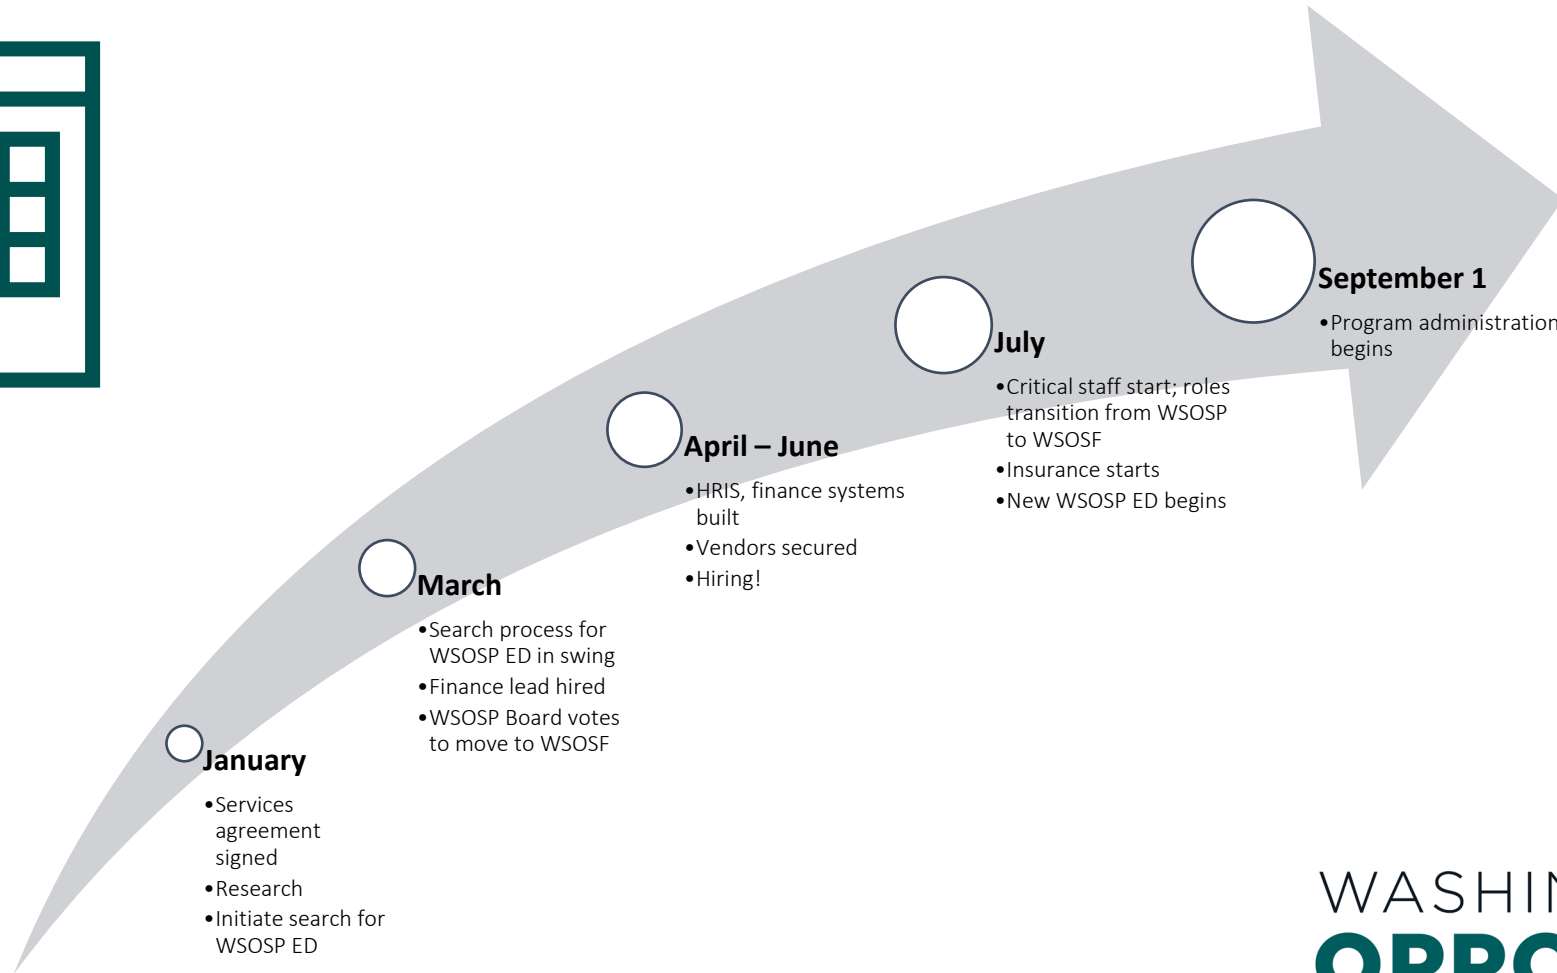 September 1
•Program administration
begins
July
•Critical staff start; roles
transition from WSOSP
to WSOSF
•Insurance starts
•New WSOSP ED begins
April – June
•HRIS, finance systems
built
•Vendors secured
•Hiring!
March
•Search process for
WSOSP ED in swing
•Finance lead hired
•WSOSP Board votes
to move to WSOSF
January
•Services
agreement
signed
•Research
•Initiate search for
WSOSP ED